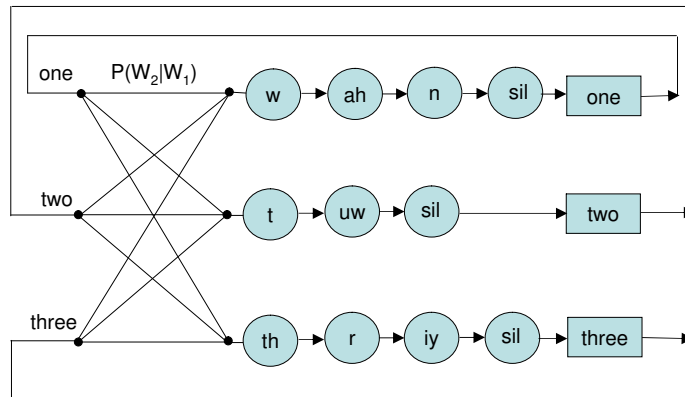 one P(W₂|W₁) w ah n sil one
two t uw sil two
three th r iy sil three